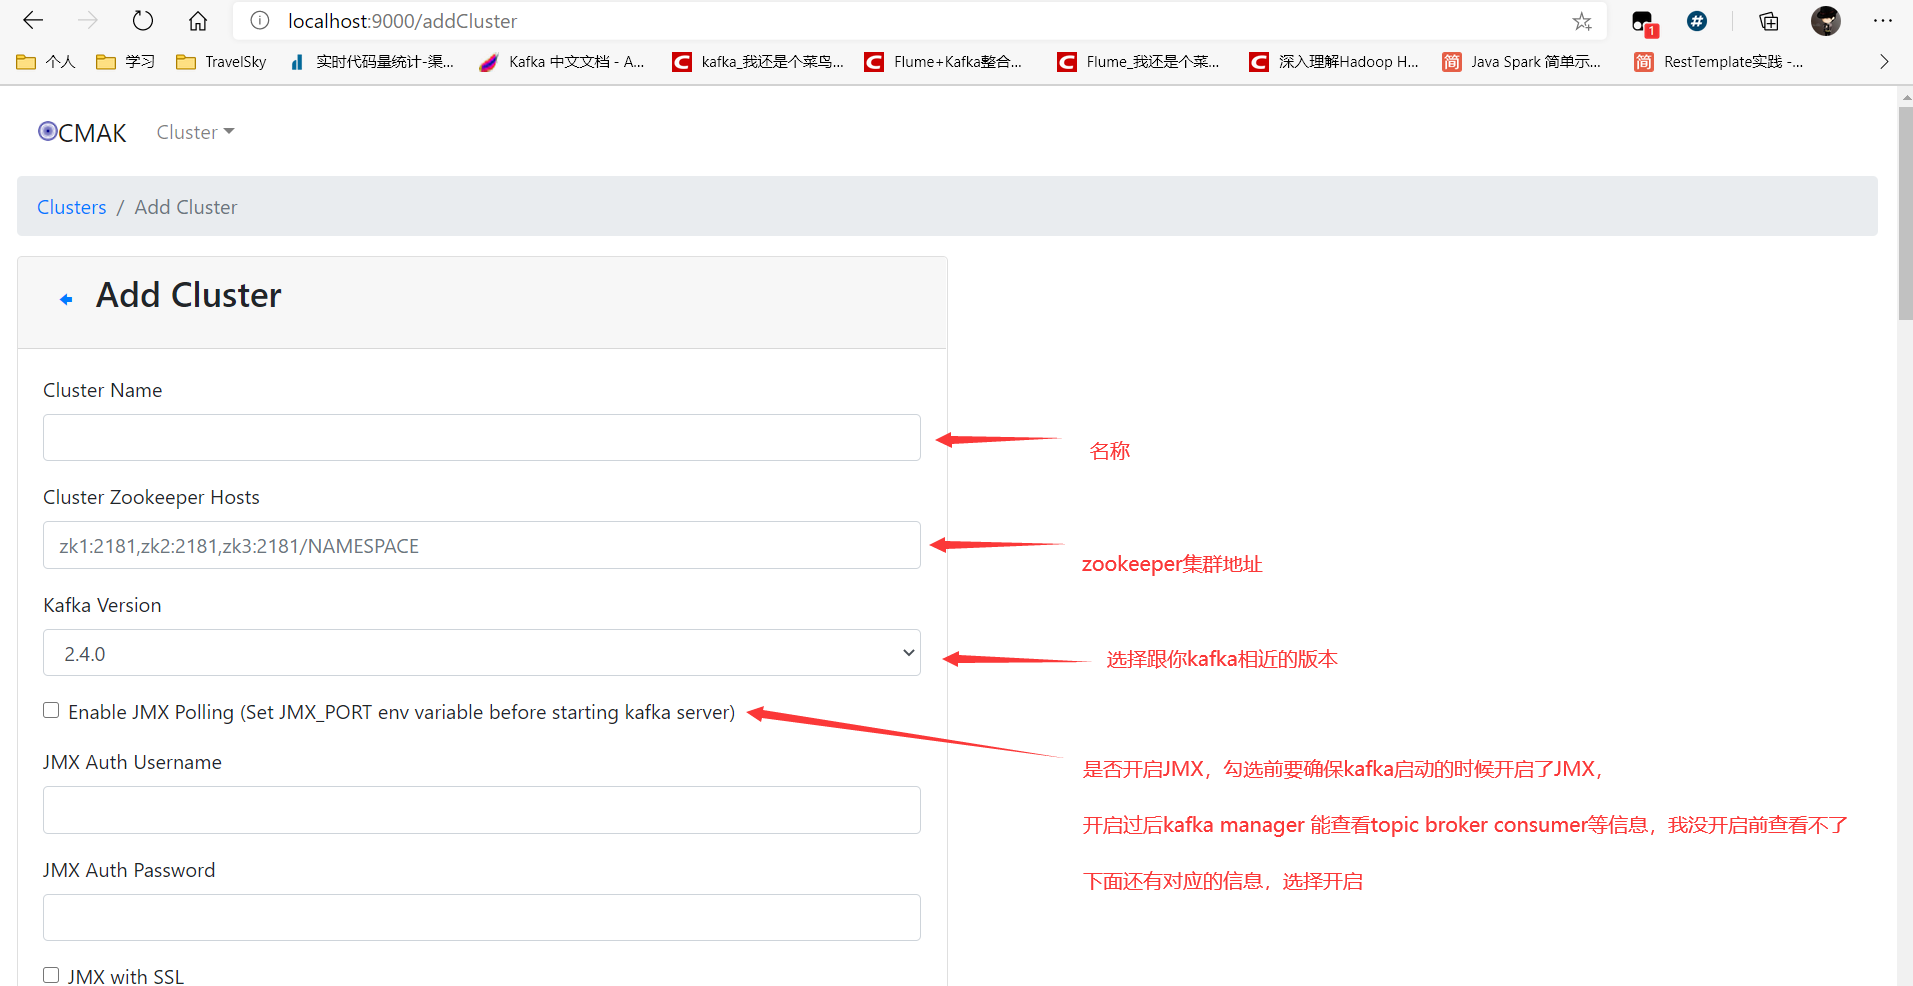 localhost:9000/addCluster
1
个人 学习 TravelSky 实时代码量统计-渠... Kafka 中文文档 - A... kafka_我还是个菜鸟... Flume+Kafka整合... Flume_我还是个菜... 深入理解Hadoop H... 简 Java Spark 简单示... 简 RestTemplate实践 -...
CMAK Cluster
Clusters / Add Cluster
Add Cluster
Cluster Name
名称
Cluster Zookeeper Hosts
zk1:2181,zk2:2181,zk3:2181/NAMESPACE
zookeeper集群地址
Kafka Version
2.4.0
选择跟你kafka相近的版本
Enable JMX Polling (Set JMX_PORT env variable before starting kafka server)
是否开启JMX，勾选前要确保kafka启动的时候开启了JMX，
开启过后kafka manager 能查看topic broker consumer等信息，我没开启前查看不了
下面还有对应的信息，选择开启
JMX Auth Username
JMX Auth Password
JMX with SSL